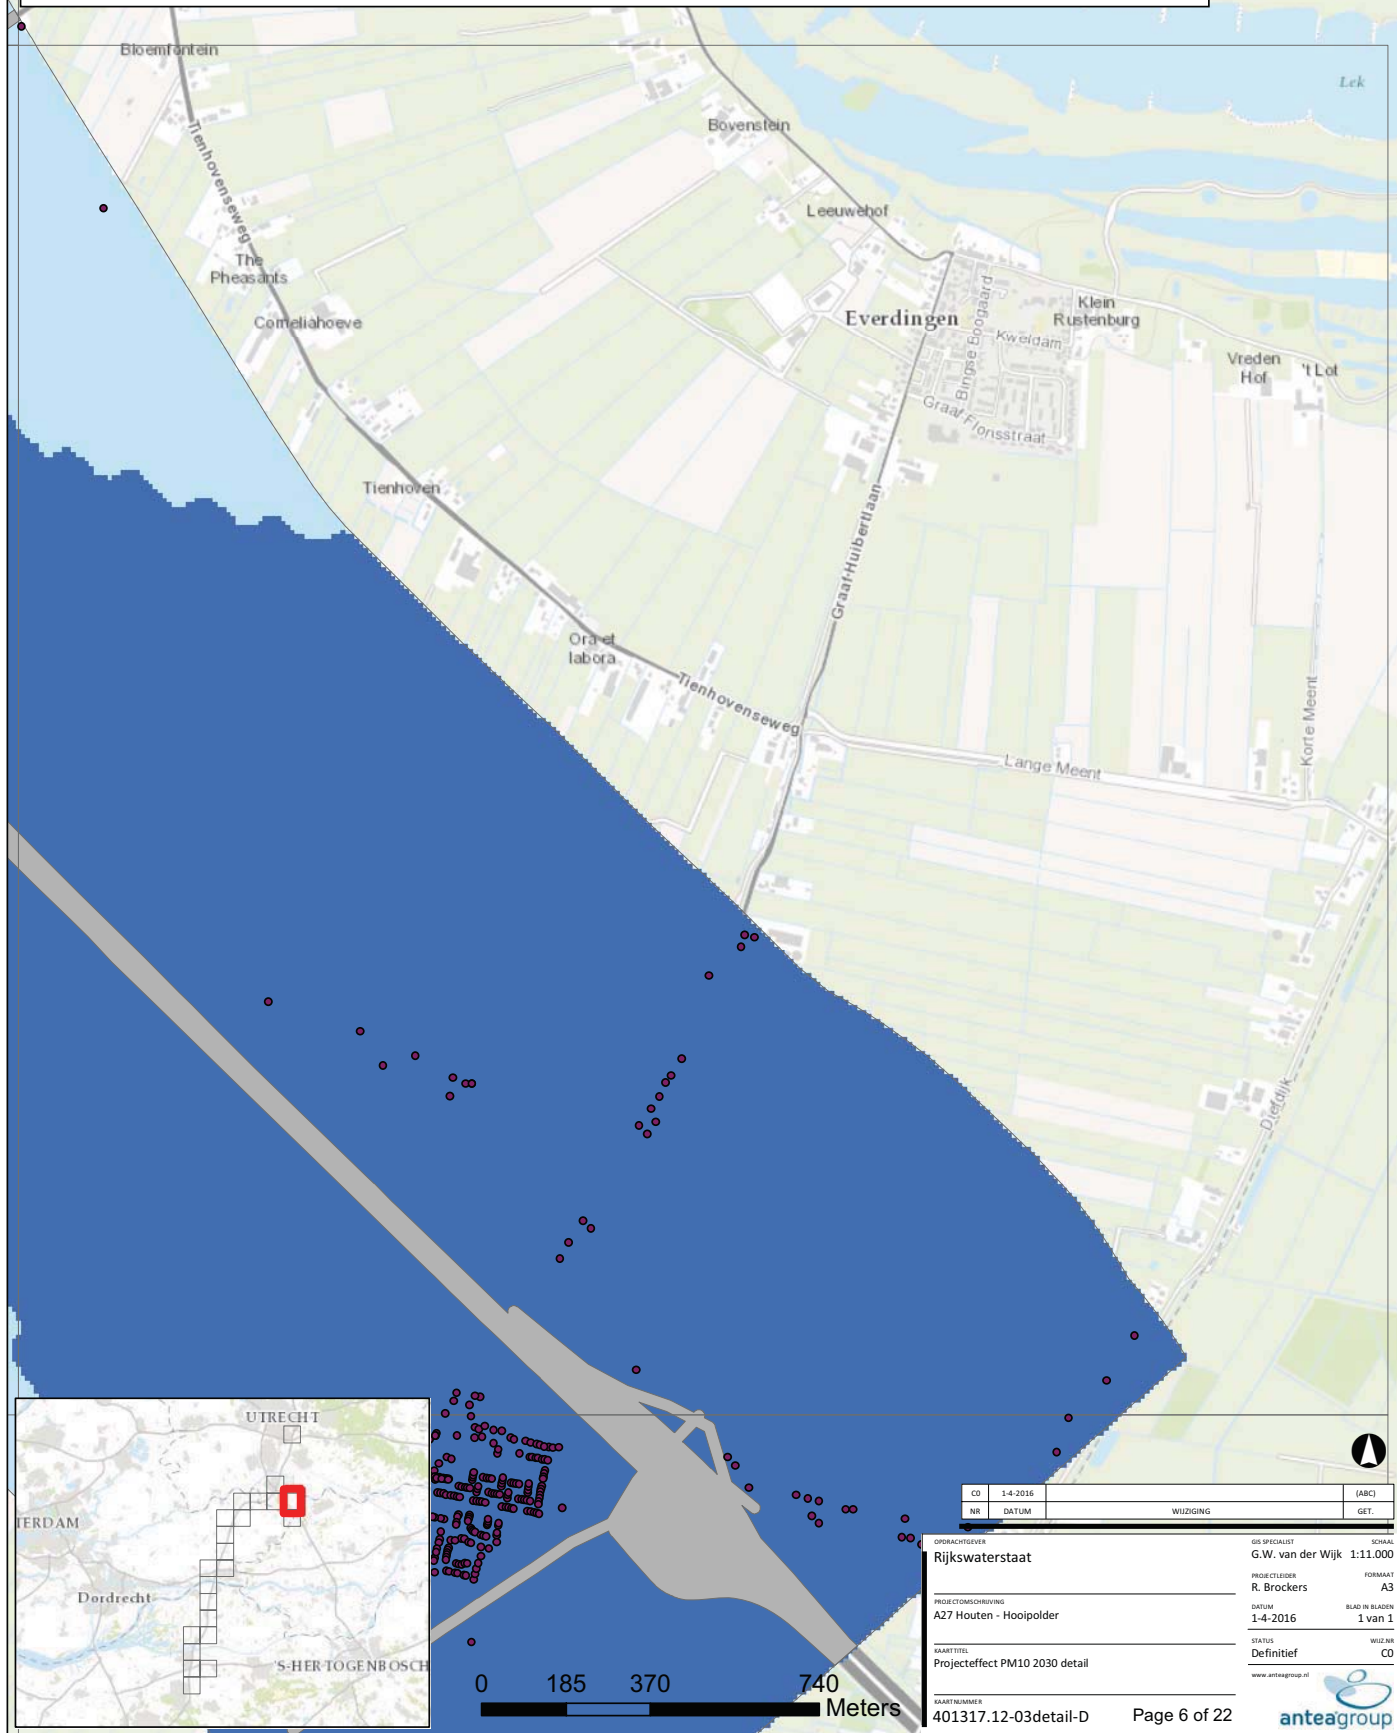 Bloemfontein
Lek
Bovenstein
Tienhovenseweg
Leeuwehof
The
Pheasants
Corneliahoeve
Everdingen
Bingse Boogaard
Klein
Rustenburg
Kweldam
Vreden
Hof
't Lot
Graaf Florisstraat
Tienhoven
Graaf Huibertlaan
Ora et
labora
Tienhovenseweg
Korte Meent
Lange Meent
Diefdijk
UTRECHT
TERDAM
Dordrecht
'S-HERTOGENBOSCH
0 185 370 740
Meters
C0 1-4-2016 (ABC)
NR DATUM WIJZIGING GET.
OPDRACHTGEVER
Rijkswaterstaat
PROJECTOMSCHRIJVING
A27 Houten - Hooipolder
KAARTTITEL
Projecteffect PM10 2030 detail
KAARTNUMMER
401317.12-03detail-D Page 6 of 22
GIS SPECIALIST SCHAAL
G.W. van der Wijk 1:11.000
PROJECTLEIDER FORMAAT
R. Brockers A3
DATUM BLAD IN BLADEN
1-4-2016 1 van 1
STATUS WIJZ.NR
Definitief C0
www.anteagroup.nl
anteagroup